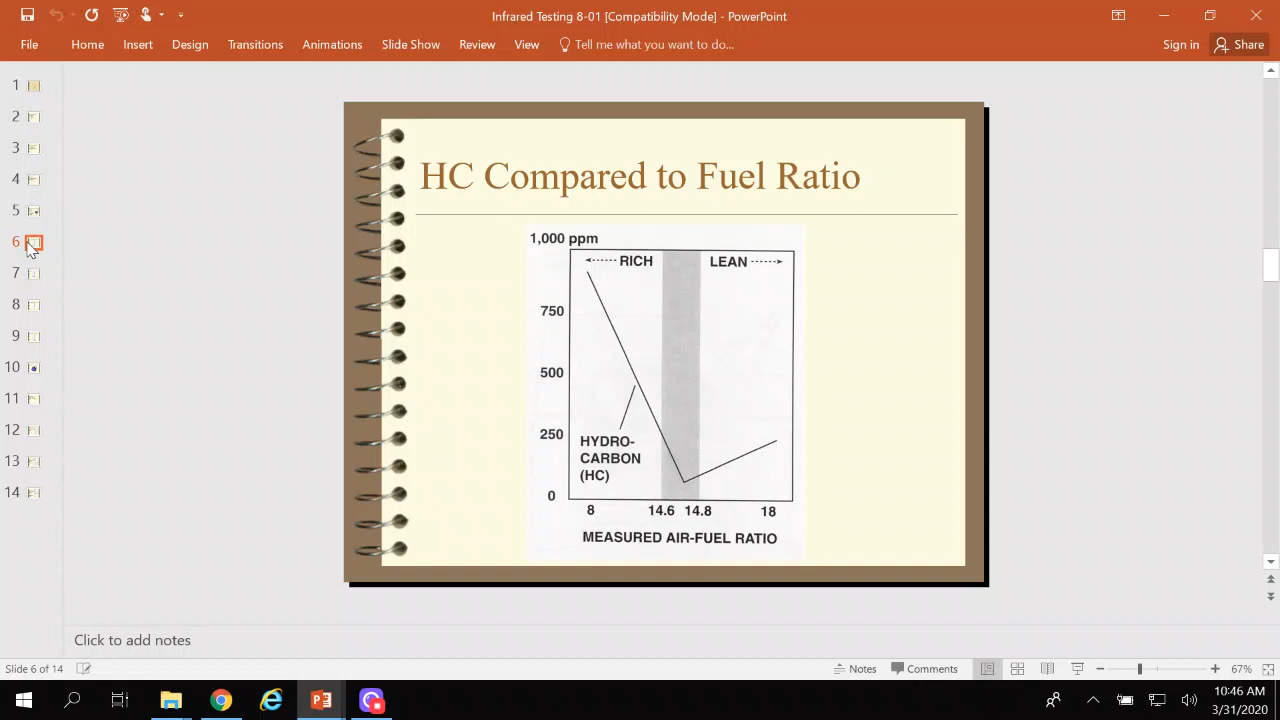 Infrared Testing 8-01 [Compatibility Mode] - PowerPoint
File Home Insert Design Transitions Animations Slide Show Review View Tell me what you want to do... Sign in Share
1
2
3
4
5
6
8
9
10
11
12
13
14
HC Compared to Fuel Ratio
1,000 ppm
RICH LEAN
750
500
250
HYDRO-
CARBON
(HC)
0
8 14.6 14.8 18
MEASURED AIR-FUEL RATIO
Click to add notes
Slide 6 of 14 Notes Comments 67%
10:46 AM
3/31/2020